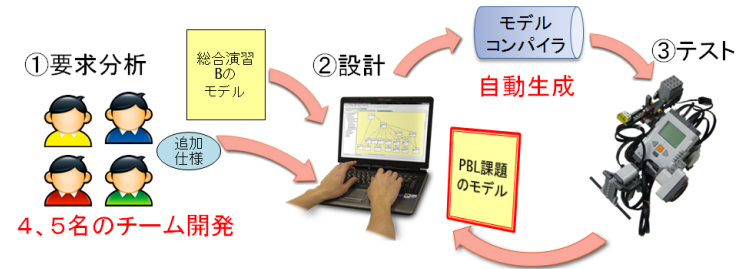 ①要求分析
総合演習
Bの
モデル
追加
仕様
４、５名のチーム開発
②設計
モデル
コンパイラ
自動生成
③テスト
PBL課題
のモデル